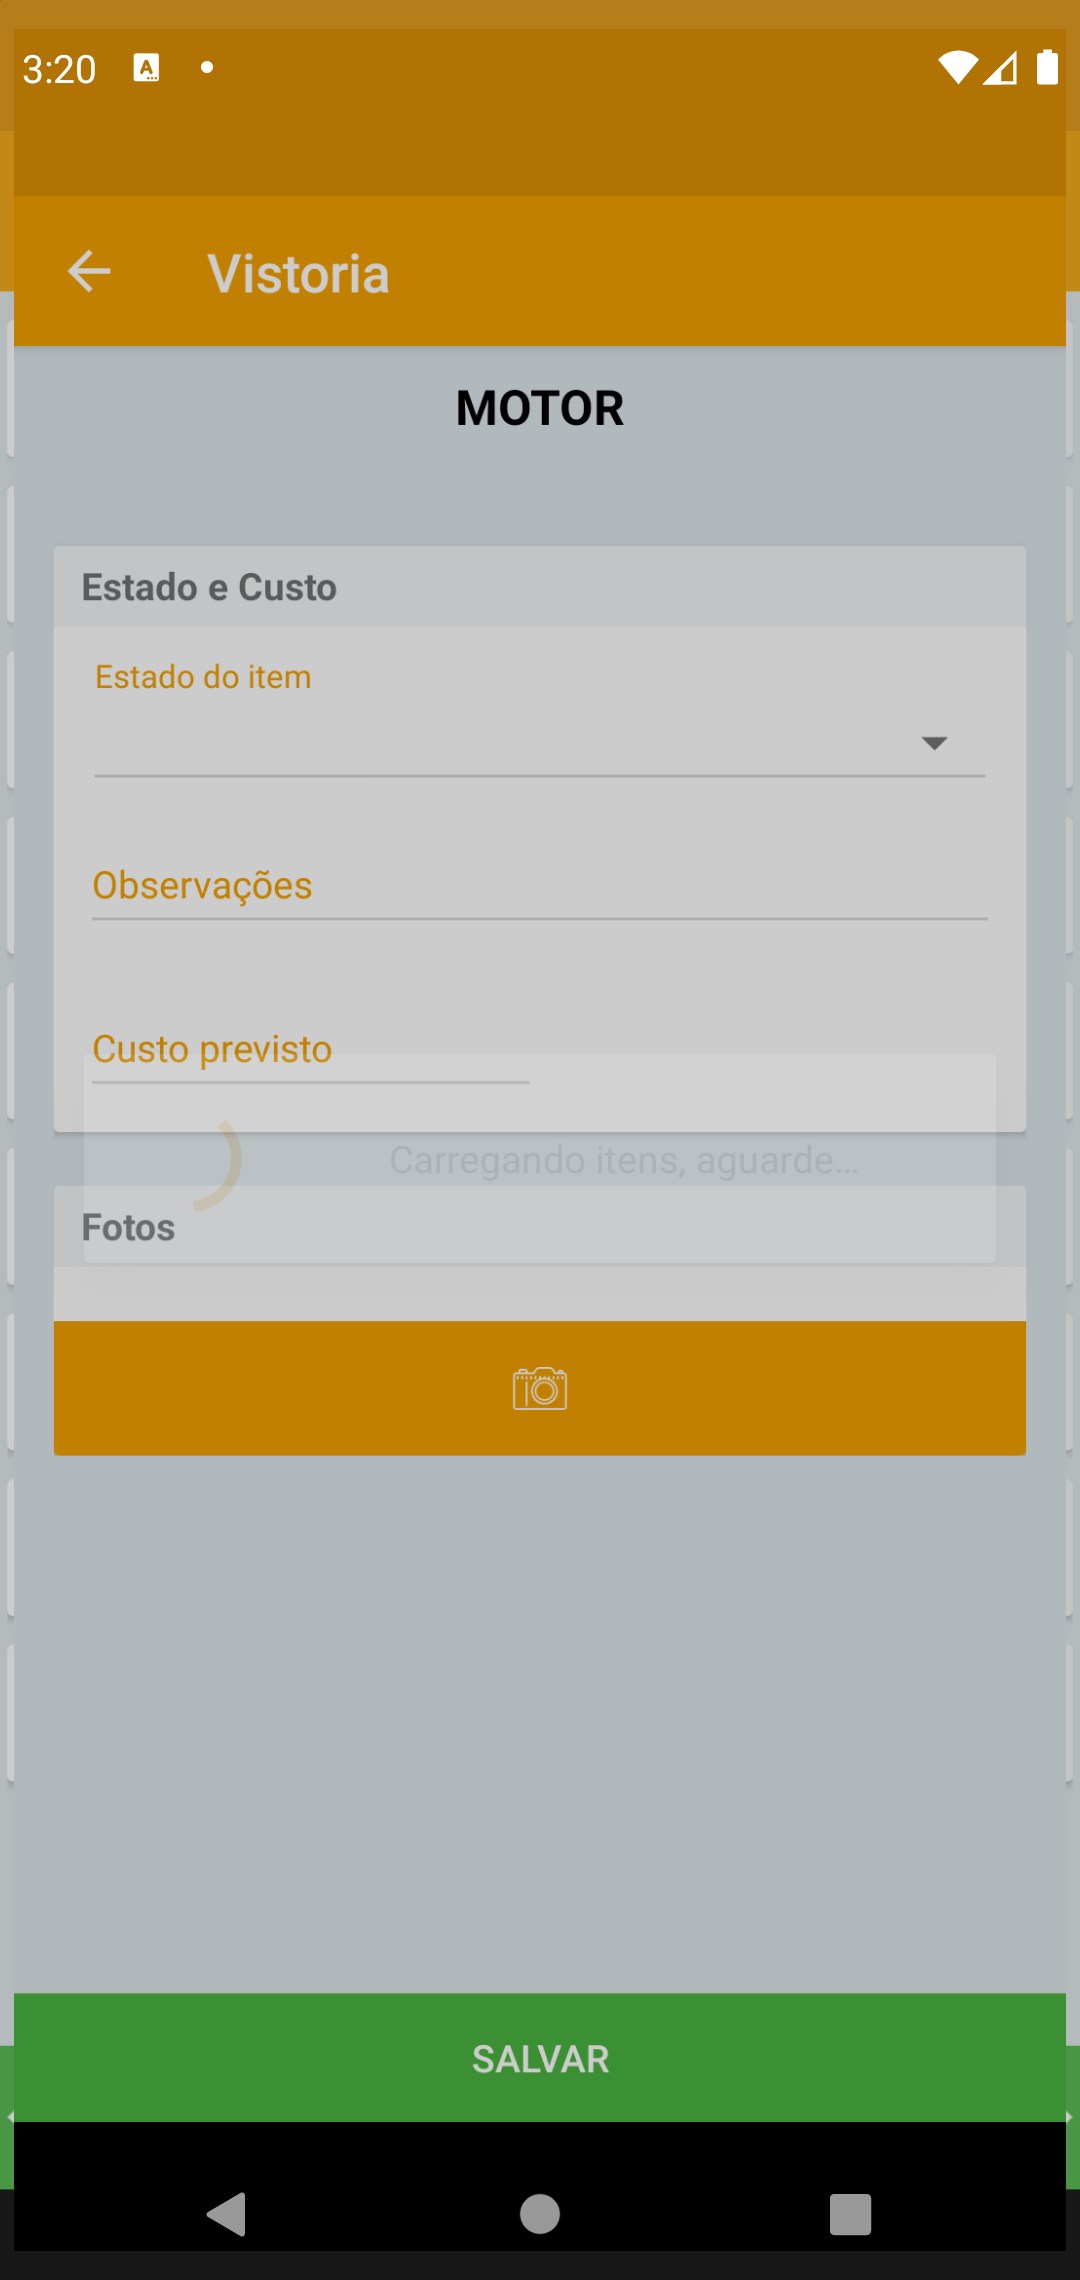 3:20
Vistoria
MOTOR
Estado e Custo
Estado do item
Observações
Custo previsto
Carregando itens, aguarde...
Fotos
SALVAR